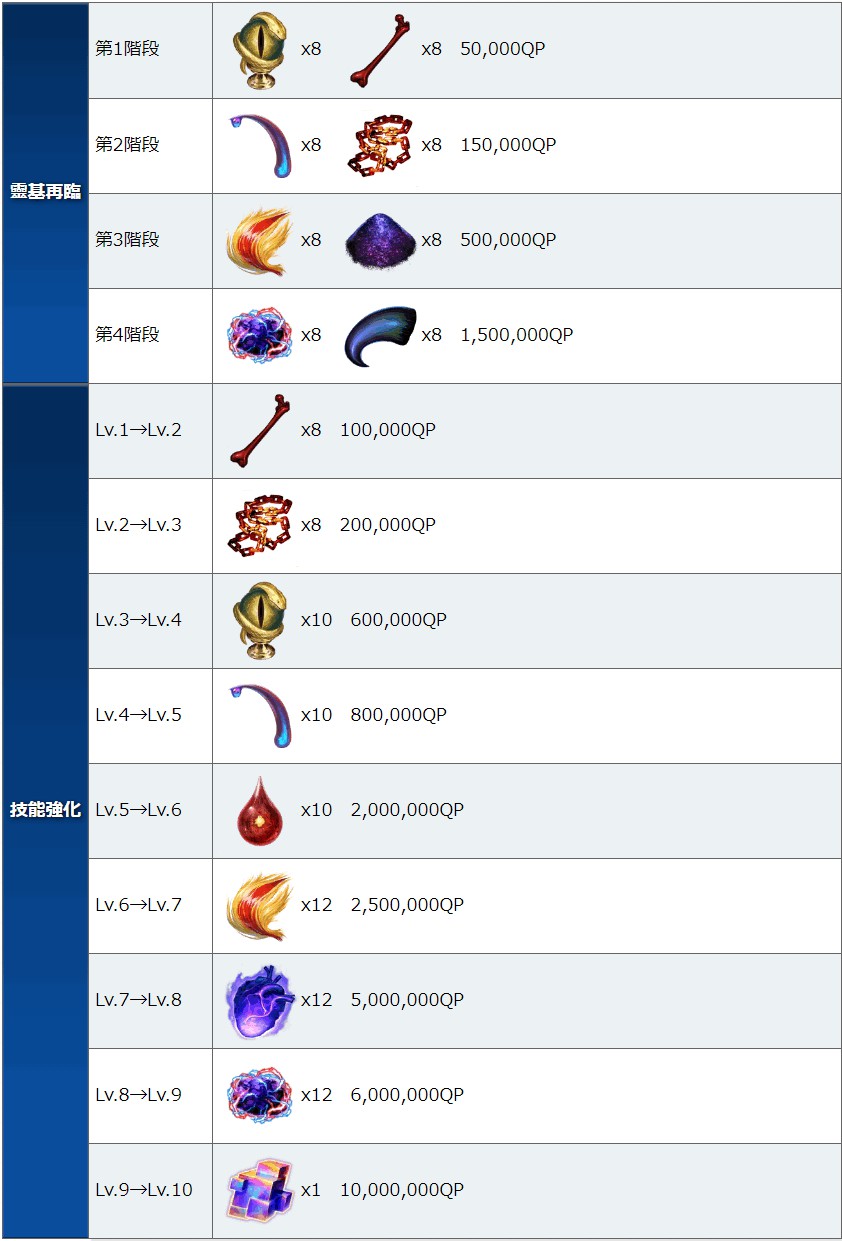 靈基再臨
第1階段 x8 x8 50,000QP
第2階段 x8 x8 150,000QP
第3階段 x8 x8 500,000QP
第4階段 x8 x8 1,500,000QP
技能強化
Lv.1→Lv.2 x8 100,000QP
Lv.2→Lv.3 x8 200,000QP
Lv.3→Lv.4 x10 600,000QP
Lv.4→Lv.5 x10 800,000QP
Lv.5→Lv.6 x10 2,000,000QP
Lv.6→Lv.7 x12 2,500,000QP
Lv.7→Lv.8 x12 5,000,000QP
Lv.8→Lv.9 x12 6,000,000QP
Lv.9→Lv.10 x1 10,000,000QP